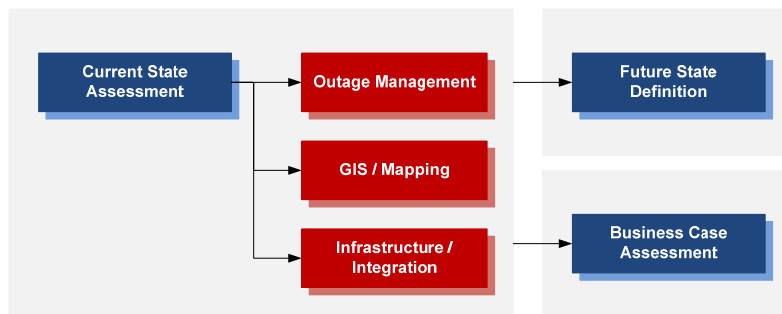 Current State
Assessment
Outage Management
GIS / Mapping
Infrastructure /
Integration
Future State
Definition
Business Case
Assessment